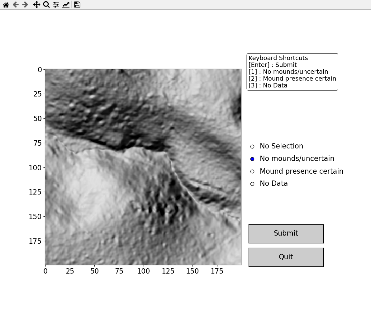 Keyboard Shortcuts
[Enter] : Submit
[1] : No mounds/uncertain
[2] : Mound presence certain
[3] : No Data
0
25
50
75
100
125
150
175
0 25 50 75 100 125 150 175
No Selection
No mounds/uncertain
Mound presence certain
No Data
Submit
Quit